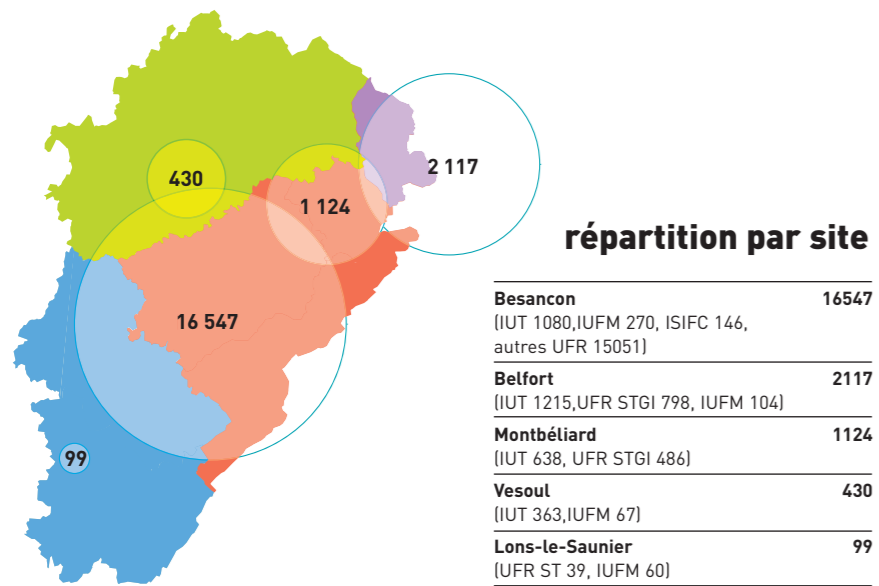 430
2 117
1 124
16 547
99
répartition par site
Besancon 16547
(IUT 1080,IUFM 270, ISIFC 146,
autres UFR 15051)
Belfort 2117
(IUT 1215,UFR STGI 798, IUFM 104)
Montbéliard 1124
(IUT 638, UFR STGI 486)
Vesoul 430
(IUT 363,IUFM 67)
Lons-le-Saunier 99
(UFR ST 39, IUFM 60)